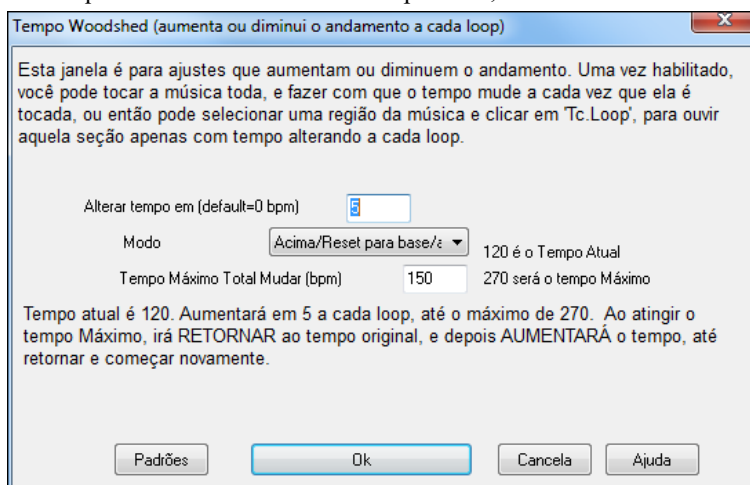 Tempo Woodshed (aumenta ou diminui o andamento a cada loop)
Esta janela é para ajustes que aumentam ou diminuem o andamento. Uma vez habilitado,
você pode tocar a música toda, e fazer com que o tempo mude a cada vez que ela é
tocada, ou então pode selecionar uma região da música e clicar em 'Tc.Loop', para ouvir
aquela seção apenas com tempo alterando a cada loop.
Alterar tempo em (default=0 bpm) 5
Modo Acima/Reset para base/a
120 é o Tempo Atual
Tempo Máximo Total Mudar (bpm) 150 270 será o tempo Máximo
Tempo atual é 120. Aumentará em 5 a cada loop, até o máximo de 270. Ao atingir o
tempo Máximo, irá RETORNAR ao tempo original, e depois AUMENTARÁ o tempo, até
retornar e começar novamente.
Padrões Ok Cancela Ajuda